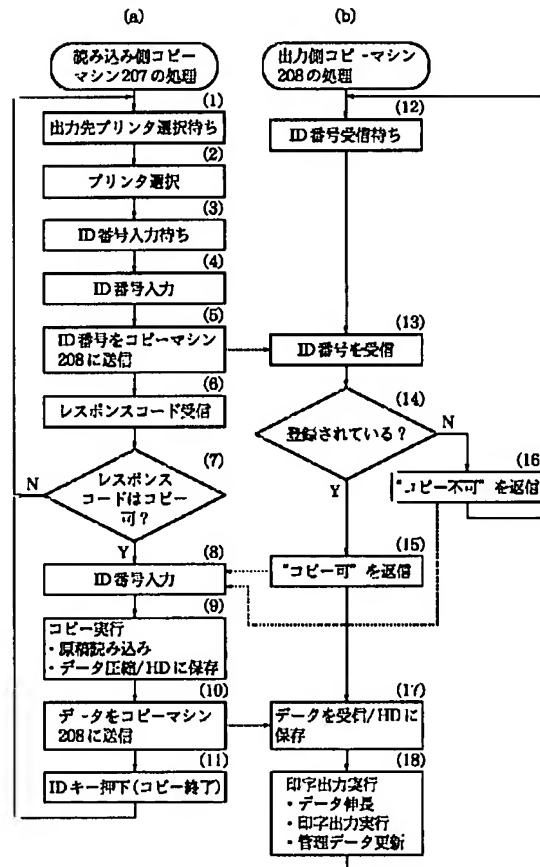 (a)
読み込み側コピー
マシン207の処理
(1)
出力先プリンタ選択待ち
(2)
プリンタ選択
(3)
ID番号入力待ち
(4)
ID番号入力
(5)
ID番号をコピーマシン
208に送信
(6)
レスポンスコード受信
(7)
レスポンス
コードはコピー
可?
N
Y
(8)
ID番号入力
(9)
コピー実行
・原稿読み込み
・データ圧縮/HDに保存
(10)
データをコピーマシン
208に送信
(11)
IDキー押下(コピー終了)
(b)
出力側コピーマシン
208の処理
(12)
ID番号受信待ち
(13)
ID番号を受信
(14)
登録されている?
N
Y
(15)
"コピー可"を返信
(16)
"コピー不可"を返信
(17)
データを受信/HDに
保存
(18)
印字出力実行
・データ伸長
・印字出力実行
・管理データ更新